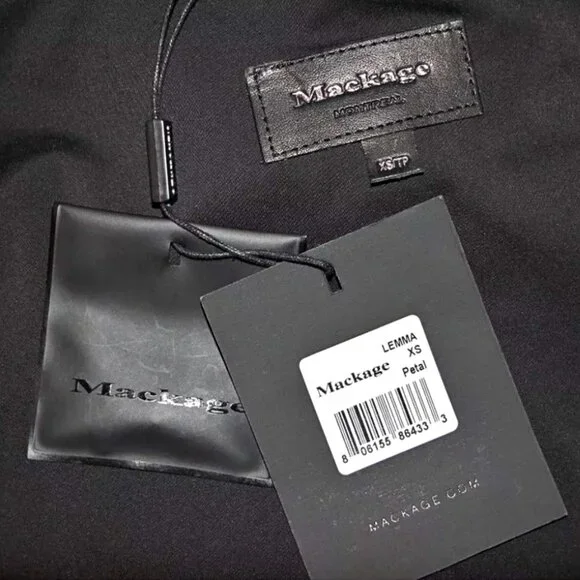 Mackage
MONTREAL
XS/TP
Mackage
LEMMA
XS
Mackage
Petal
8 06155 86433 3
MACKAGE.COM